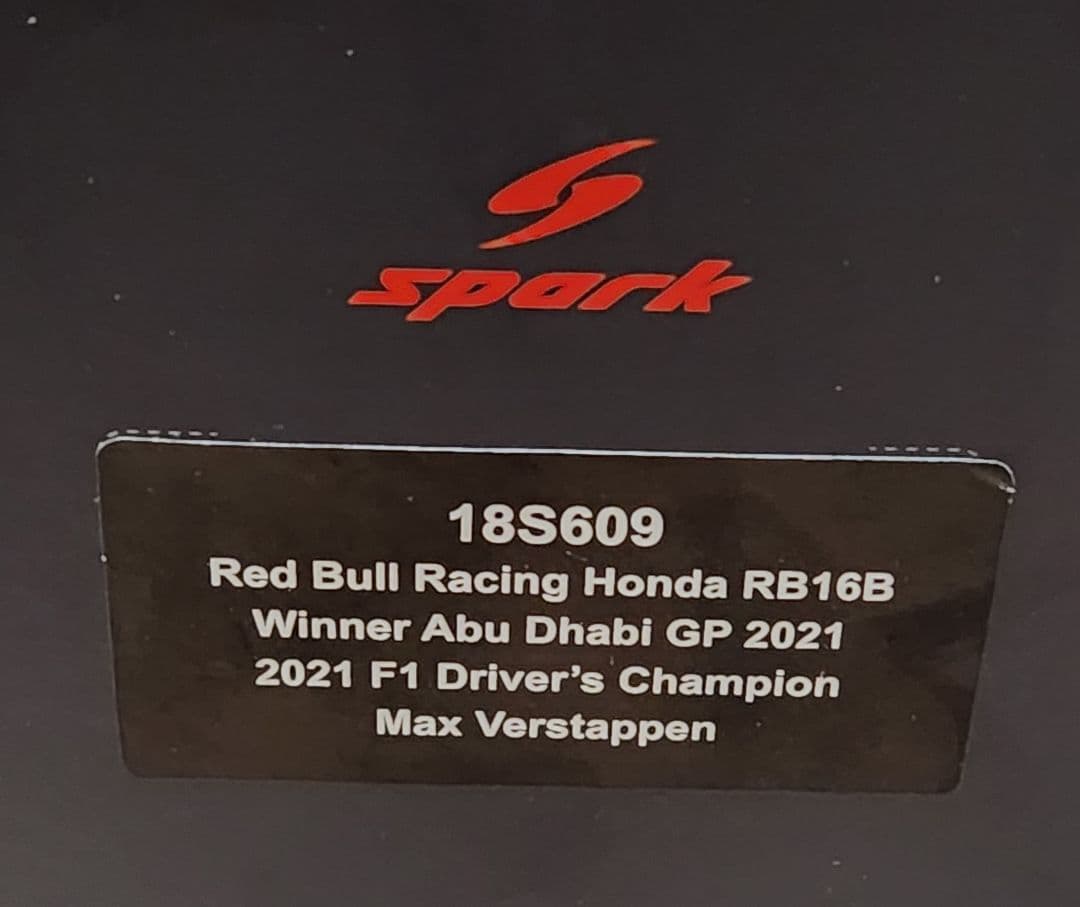 spark
18S609
Red Bull Racing Honda RB16B
Winner Abu Dhabi GP 2021
2021 F1 Driver's Champion
Max Verstappen